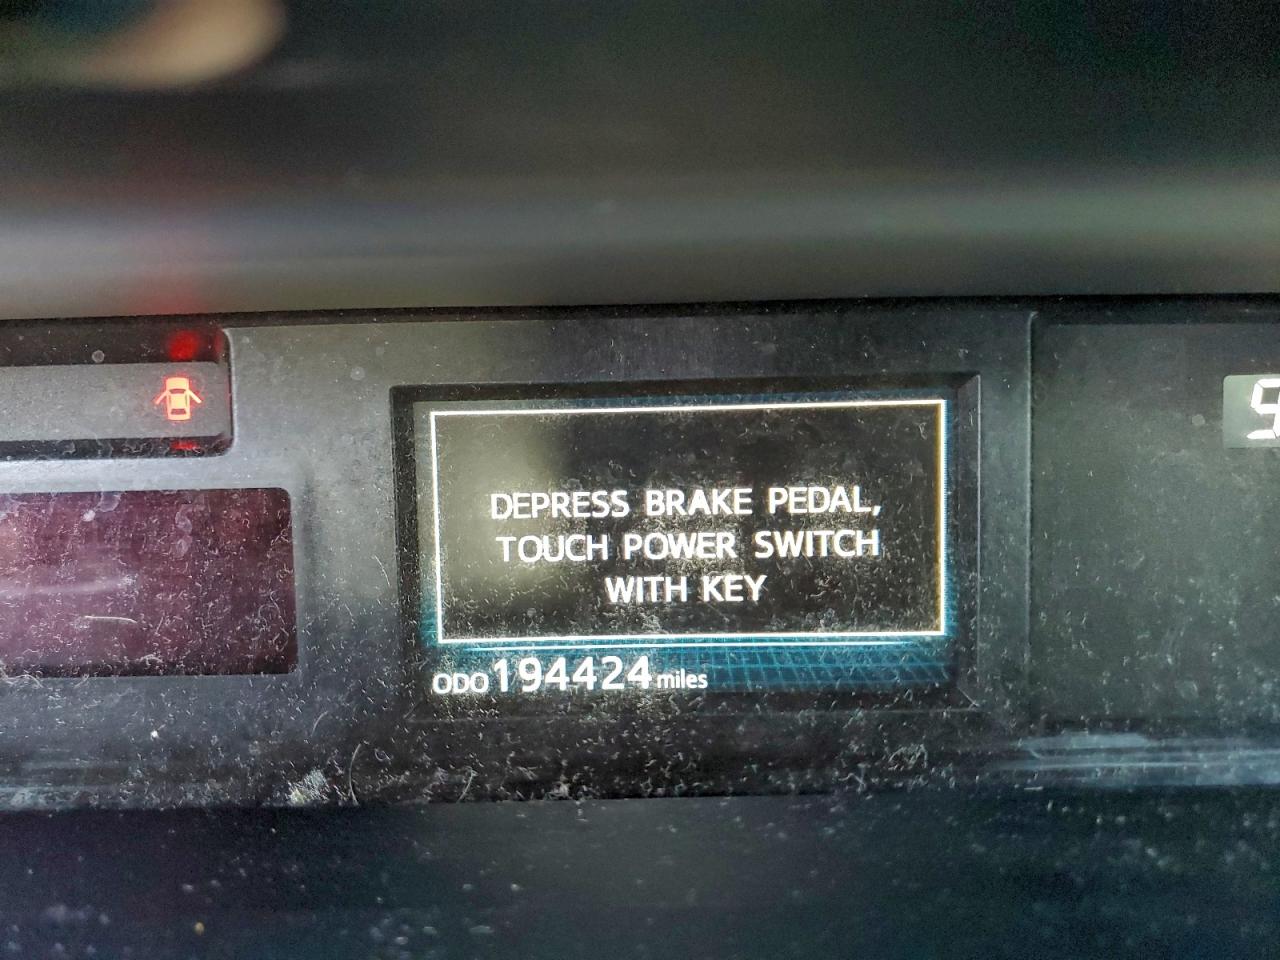 DEPRESS BRAKE PEDAL,
TOUCH POWER SWITCH
WITH KEY
ODO 194424 miles